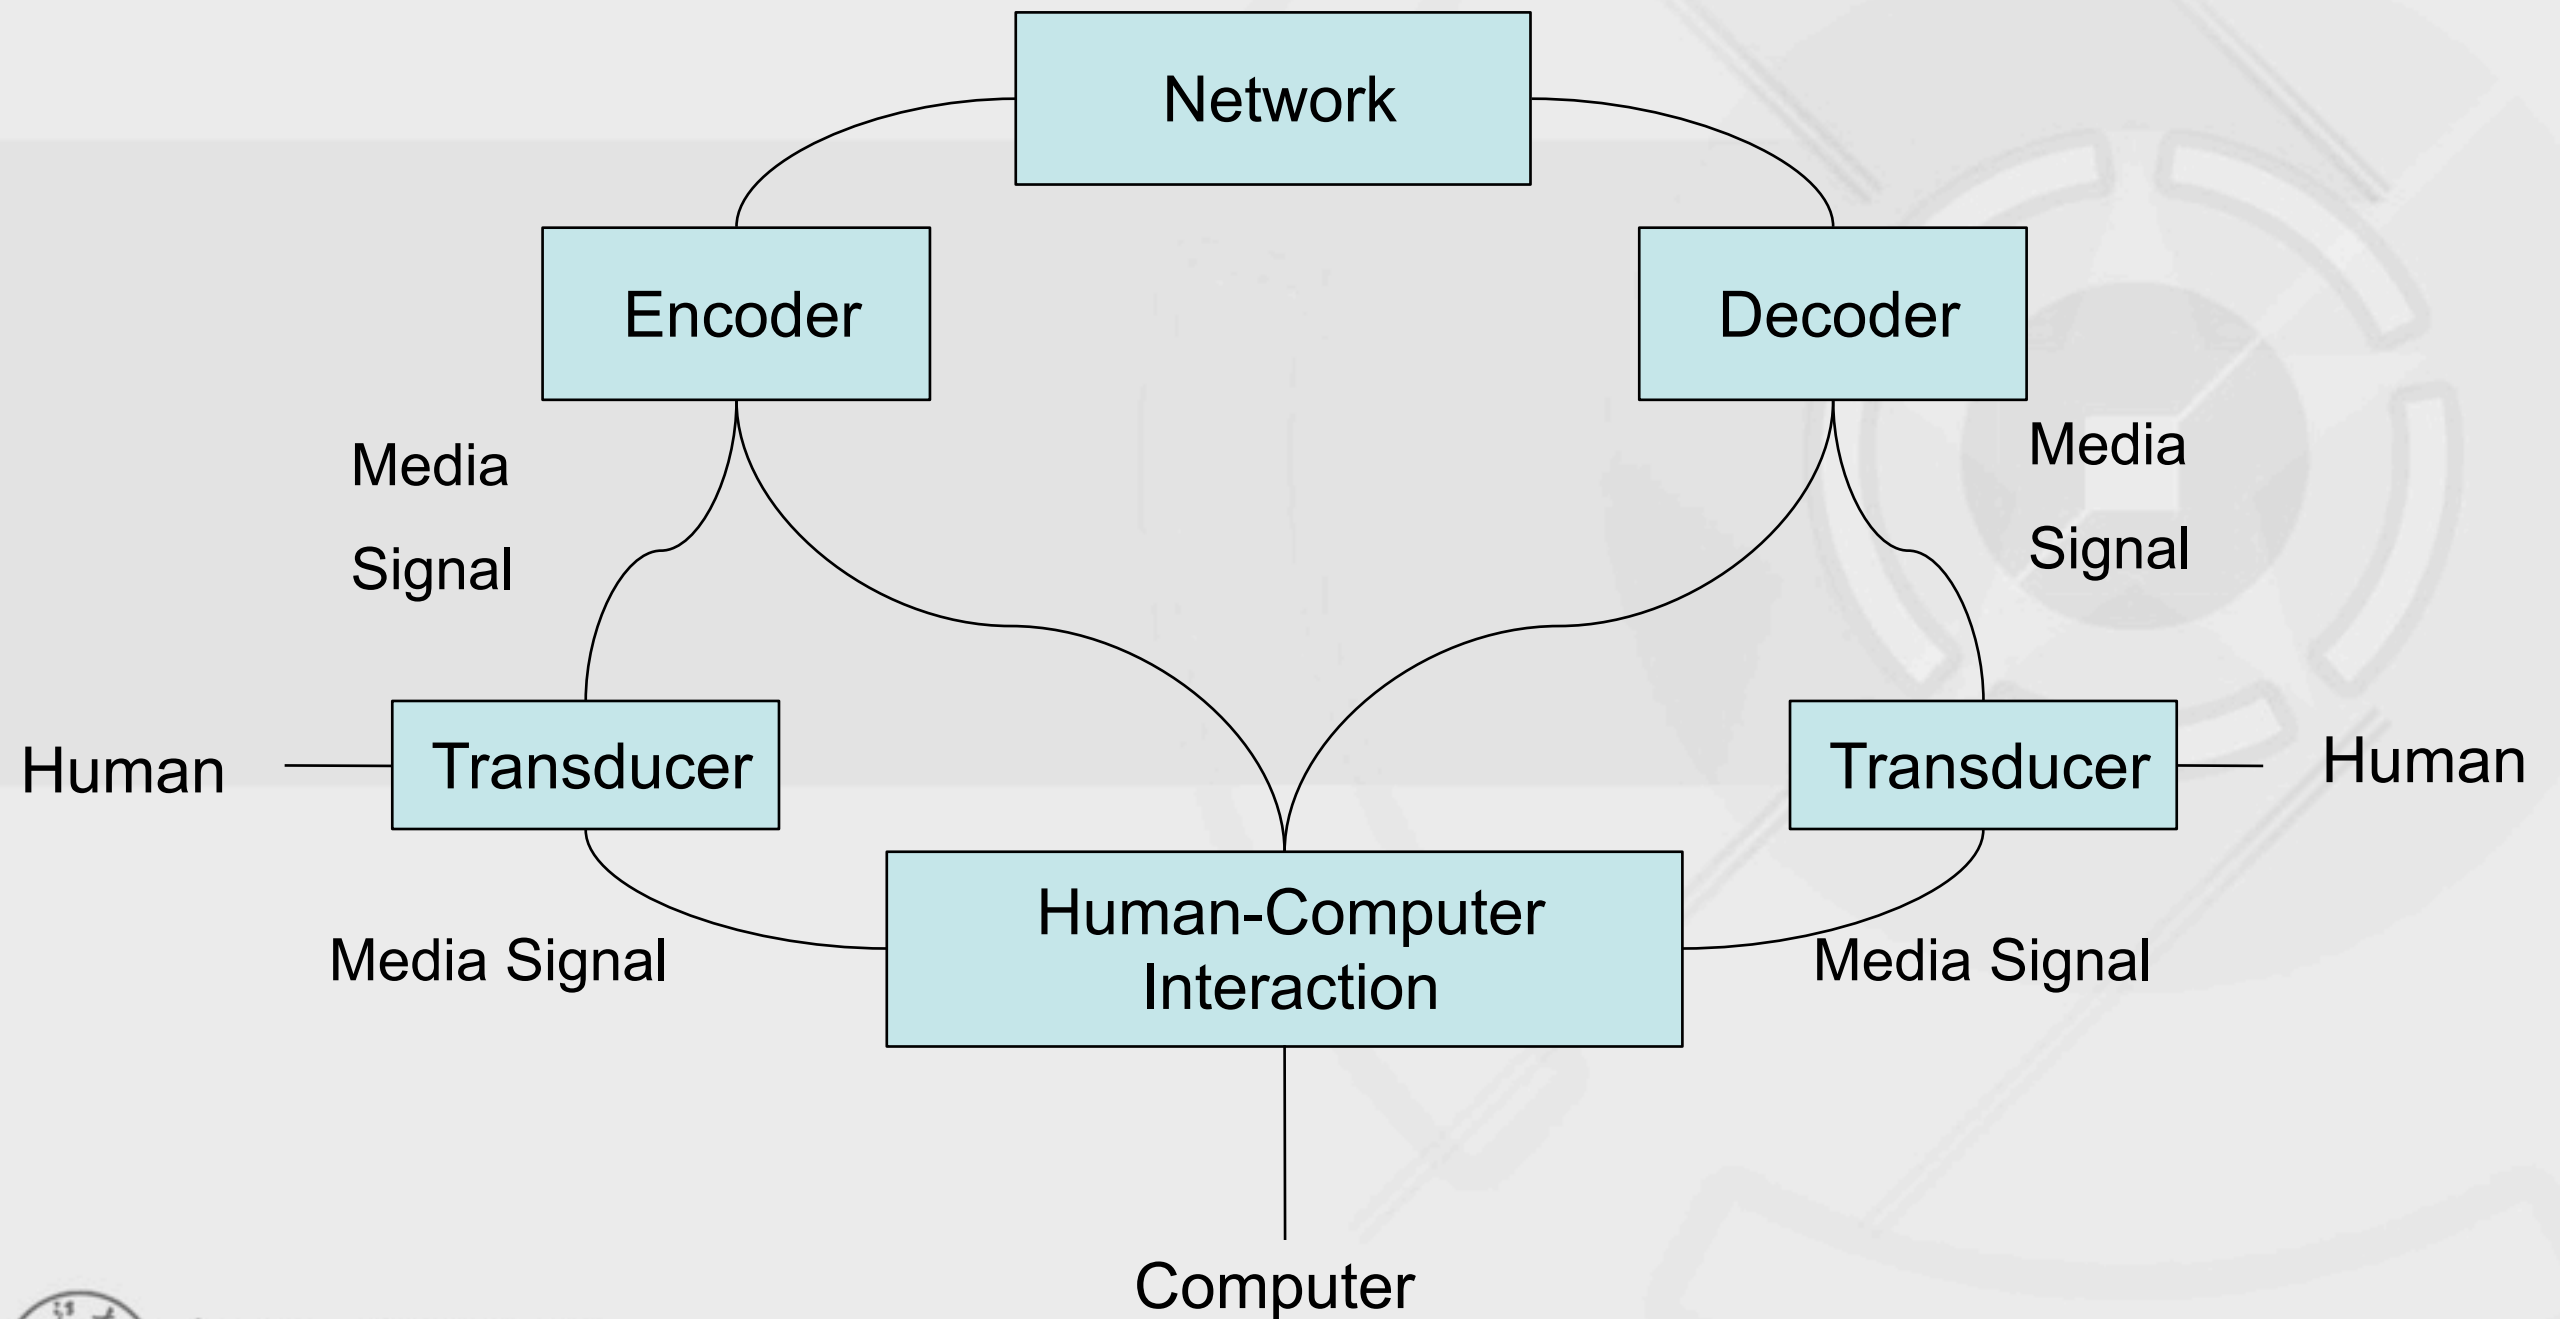 Network
Encoder
Decoder
Media
Signal
Media
Signal
Human
Transducer
Transducer
Human
Human-Computer
Interaction
Media Signal
Media Signal
Computer